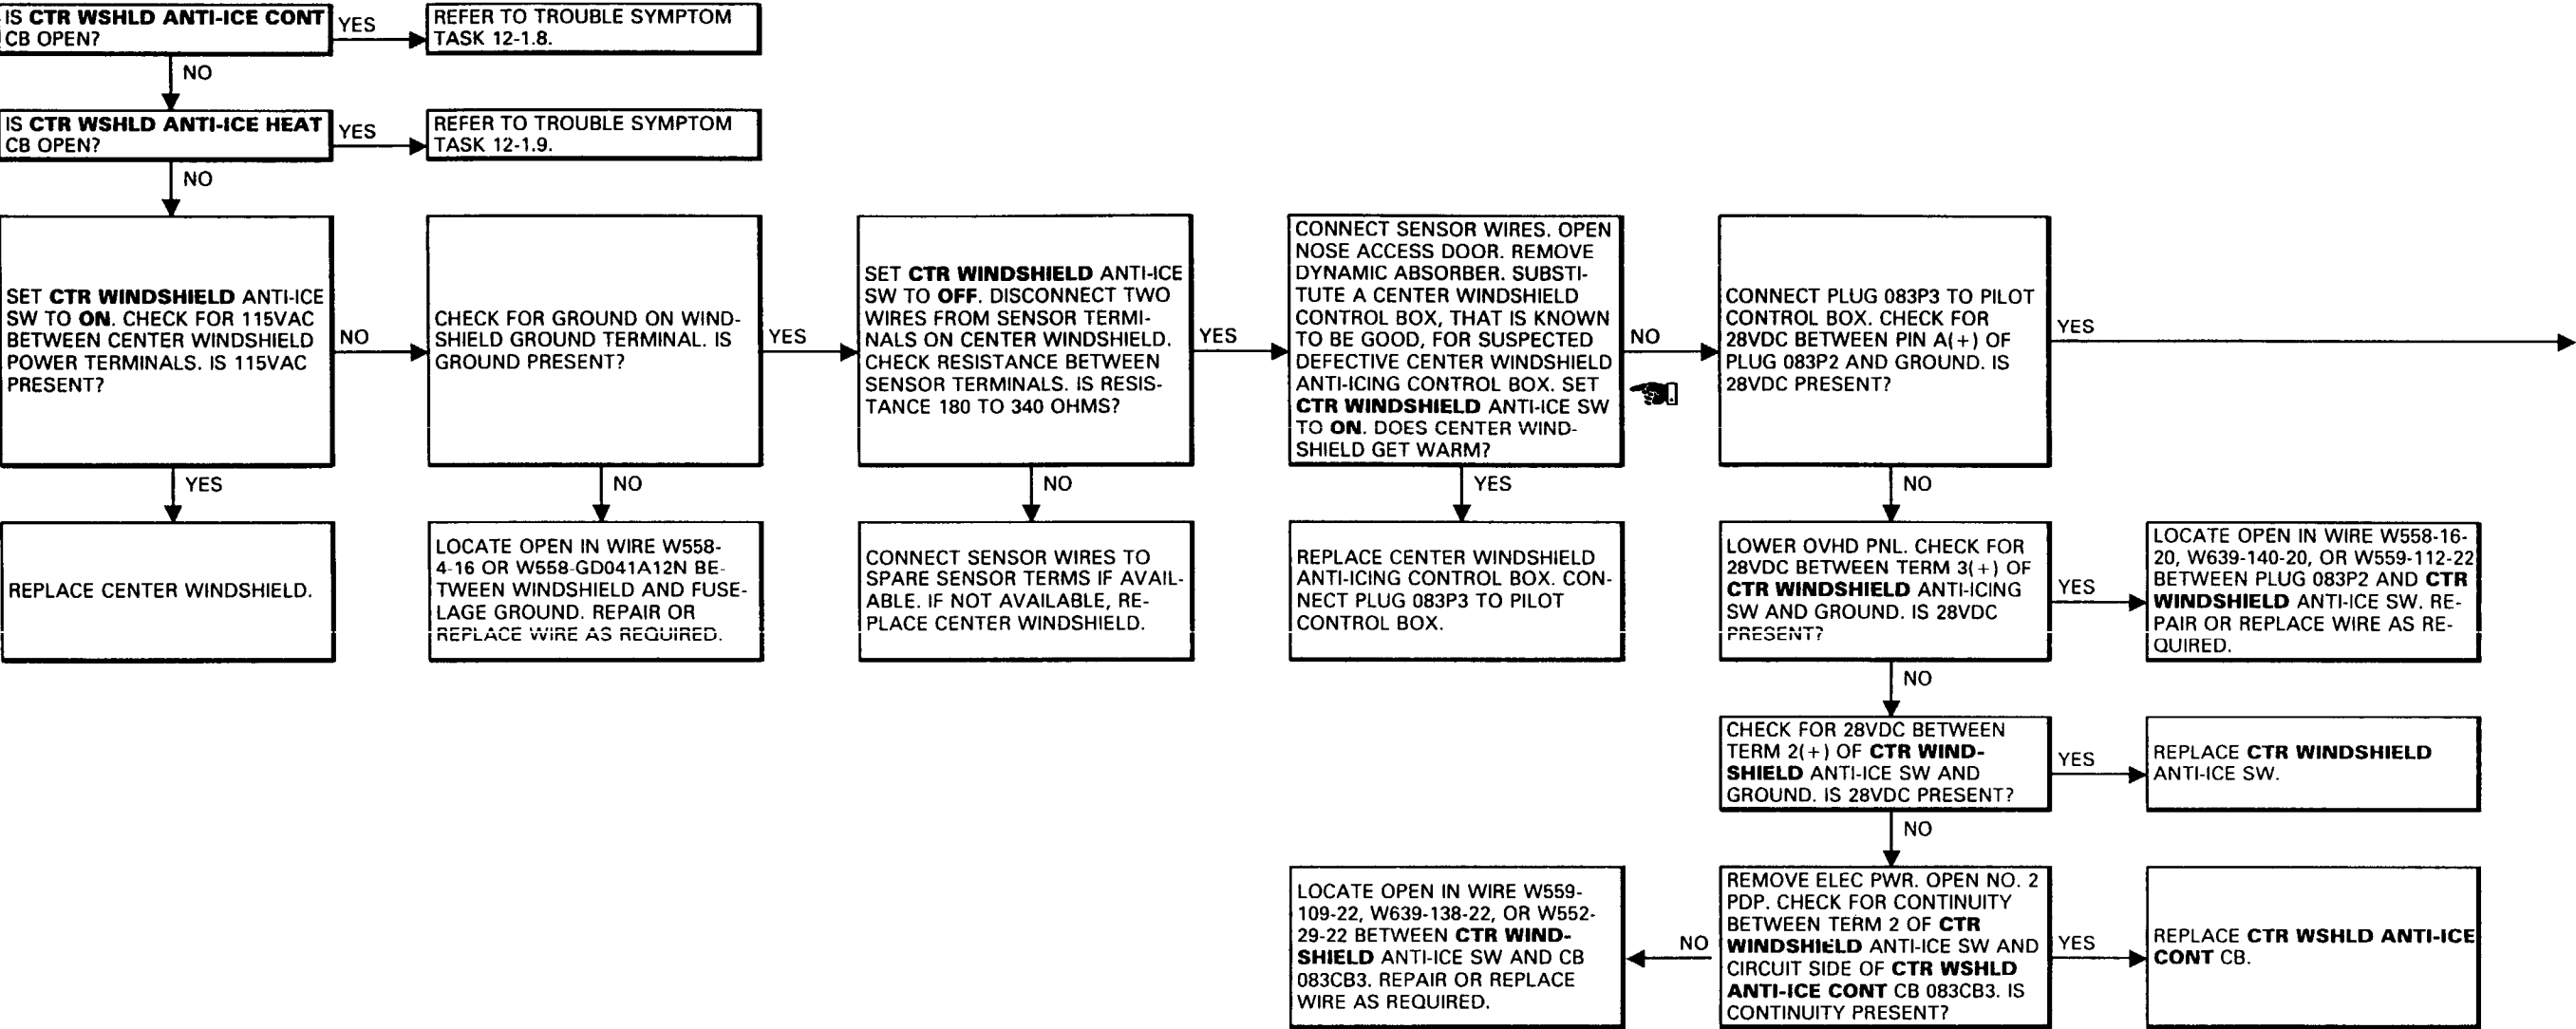 IS CTR WSHLD ANTI-ICE CONT
CB OPEN?
YES
REFER TO TROUBLE SYMPTOM
TASK 12-1.8.
NO
IS CTR WSHLD ANTI-ICE HEAT
CB OPEN?
YES
REFER TO TROUBLE SYMPTOM
TASK 12-1.9.
NO
SET CTR WINDSHIELD ANTI-ICE
SW TO ON. CHECK FOR 115VAC
BETWEEN CENTER WINDSHIELD
POWER TERMINALS. IS 115VAC
PRESENT?
NO
CHECK FOR GROUND ON WIND-
SHIELD GROUND TERMINAL. IS
GROUND PRESENT?
YES
SET CTR WINDSHIELD ANTI-ICE
SW TO OFF. DISCONNECT TWO
WIRES FROM SENSOR TERMI-
NALS ON CENTER WINDSHIELD.
CHECK RESISTANCE BETWEEN
SENSOR TERMINALS. IS RESIS-
TANCE 180 TO 340 OHMS?
YES
CONNECT SENSOR WIRES. OPEN
NOSE ACCESS DOOR. REMOVE
DYNAMIC ABSORBER. SUBSTI-
TUTE A CENTER WINDSHIELD
CONTROL BOX, THAT IS KNOWN
TO BE GOOD, FOR SUSPECTED
DEFECTIVE CENTER WINDSHIELD
ANTI-ICING CONTROL BOX. SET
CTR WINDSHIELD ANTI-ICE SW
TO ON. DOES CENTER WIND-
SHIELD GET WARM?
NO
CONNECT PLUG 083P3 TO PILOT
CONTROL BOX. CHECK FOR
28VDC BETWEEN PIN A(+) OF
PLUG 083P2 AND GROUND. IS
28VDC PRESENT?
YES
YES
NO
NO
YES
NO
REPLACE CENTER WINDSHIELD.
LOCATE OPEN IN WIRE W558-
4-16 OR W558-GD041A12N BE-
TWEEN WINDSHIELD AND FUSE-
LAGE GROUND. REPAIR OR
REPLACE WIRE AS REQUIRED.
CONNECT SENSOR WIRES TO
SPARE SENSOR TERMS IF AVAIL-
ABLE. IF NOT AVAILABLE, RE-
PLACE CENTER WINDSHIELD.
REPLACE CENTER WINDSHIELD
ANTI-ICING CONTROL BOX. CON-
NECT PLUG 083P3 TO PILOT
CONTROL BOX.
LOWER OVHD PNL. CHECK FOR
28VDC BETWEEN TERM 3(+) OF
CTR WINDSHIELD ANTI-ICING
SW AND GROUND. IS 28VDC
PRESENT?
YES
LOCATE OPEN IN WIRE W558-16-
20, W639-140-20, OR W559-112-22
BETWEEN PLUG 083P2 AND CTR
WINDSHIELD ANTI-ICE SW. RE-
PAIR OR REPLACE WIRE AS RE-
QUIRED.
NO
CHECK FOR 28VDC BETWEEN
TERM 2(+) OF CTR WIND-
SHIELD ANTI-ICE SW AND
GROUND. IS 28VDC PRESENT?
YES
REPLACE CTR WINDSHIELD
ANTI-ICE SW.
NO
LOCATE OPEN IN WIRE W559-
109-22, W639-138-22, OR W552-
29-22 BETWEEN CTR WIND-
SHIELD ANTI-ICE SW AND CB
083CB3. REPAIR OR REPLACE
WIRE AS REQUIRED.
NO
REMOVE ELEC PWR. OPEN NO. 2
PDP. CHECK FOR CONTINUITY
BETWEEN TERM 2 OF CTR
WINDSHIELD ANTI-ICE SW AND
CIRCUIT SIDE OF CTR WSHLD
ANTI-ICE CONT CB 083CB3. IS
CONTINUITY PRESENT?
YES
REPLACE CTR WSHLD ANTI-ICE
CONT CB.